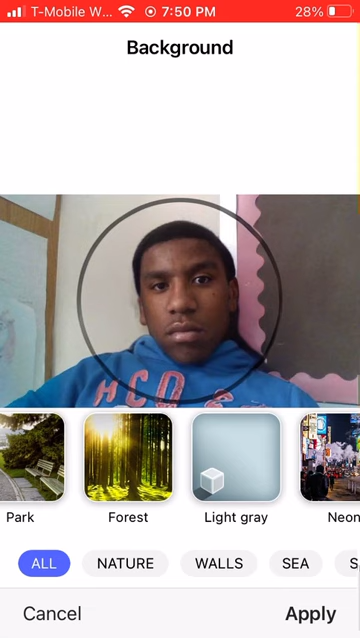 T-Mobile W... 7:50 PM 28%
Background
Park Forest Light gray Neon
ALL NATURE WALLS SEA S
Cancel Apply